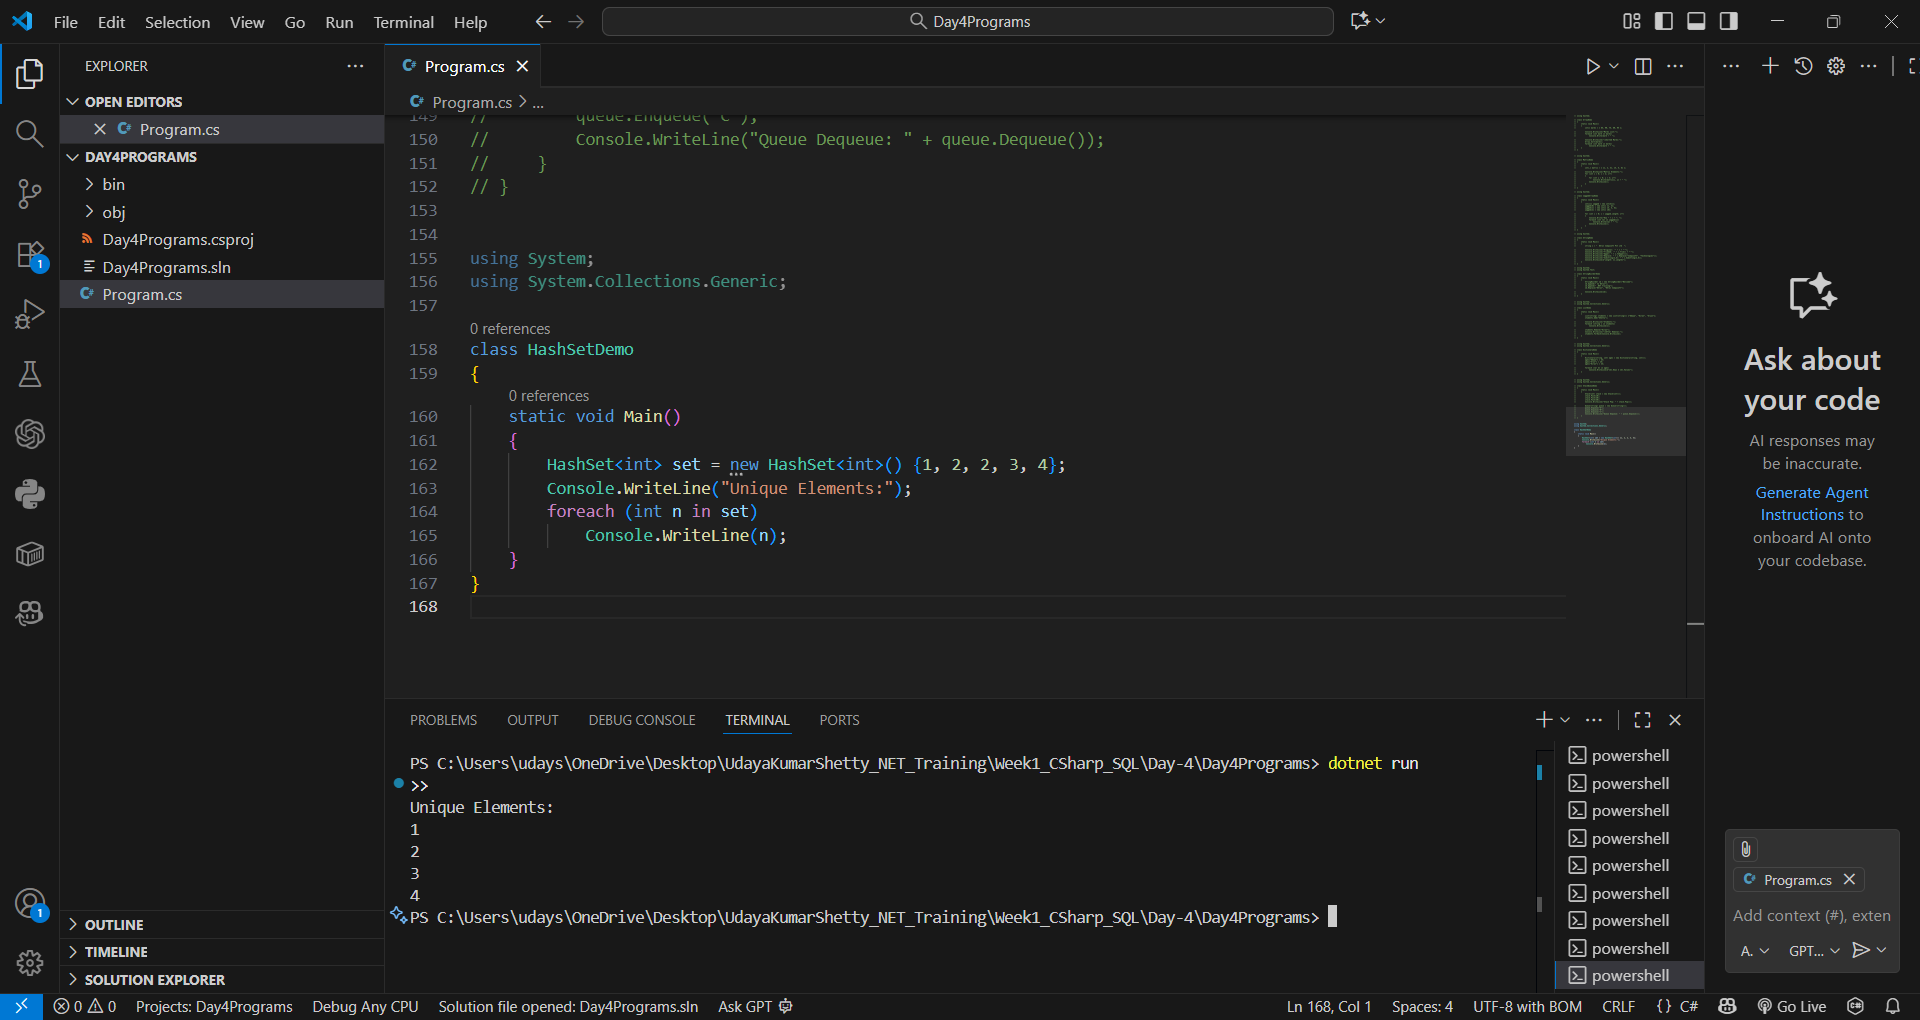 File Edit Selection View Go Run Terminal Help
Day4Programs
EXPLORER
OPEN EDITORS
Program.cs
DAY4PROGRAMS
bin
obj
Day4Programs.csproj
Day4Programs.sln
Program.cs
OUTLINE
TIMELINE
SOLUTION EXPLORER
Program.cs
Program.cs > ...
149 // queue.Enqueue("C");
150 // Console.WriteLine("Queue Dequeue: " + queue.Dequeue());
151 // }
152 // }
153
154
155 using System;
156 using System.Collections.Generic;
157
0 references
158 class HashSetDemo
159 {
0 references
160 static void Main()
161 {
162 HashSet<int> set = new HashSet<int>() {1, 2, 2, 3, 4};
163 Console.WriteLine("Unique Elements:");
164 foreach (int n in set)
165 Console.WriteLine(n);
166 }
167 }
168
PROBLEMS OUTPUT DEBUG CONSOLE TERMINAL PORTS
PS C:\Users\udays\OneDrive\Desktop\UdayaKumarShetty_NET_Training\Week1_CSharp_SQL\Day-4\Day4Programs> dotnet run
>>
Unique Elements:
1
2
3
4
PS C:\Users\udays\OneDrive\Desktop\UdayaKumarShetty_NET_Training\Week1_CSharp_SQL\Day-4\Day4Programs>
powershell
powershell
powershell
powershell
powershell
powershell
powershell
powershell
powershell
Ask about
your code
AI responses may
be inaccurate.
Generate Agent
Instructions to
onboard AI onto
your codebase.
Program.cs
Add context (#), exten
A. GPT...
1
1
0 0 Projects: Day4Programs Debug Any CPU Solution file opened: Day4Programs.sln Ask GPT Ln 168, Col 1 Spaces: 4 UTF-8 with BOM CRLF {} C# Go Live